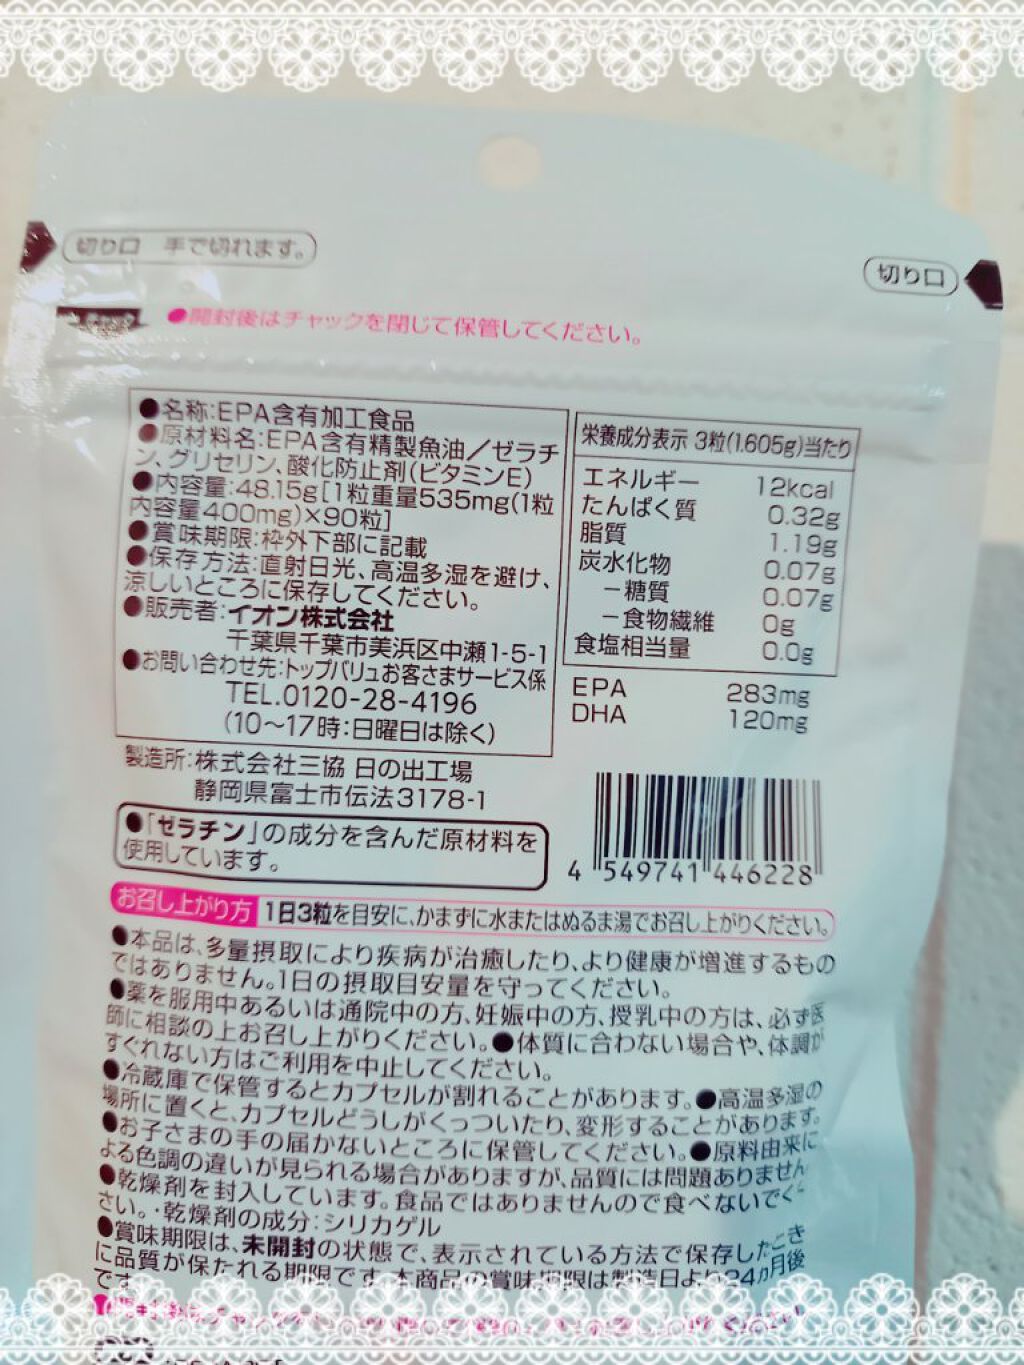 切り口 手で切れます。
切り口
チャック
●開封後はチャックを閉じて保管してください。
●名称:EPA含有加工食品
●原材料名:EPA含有精製魚油／ゼラチ
ン、グリセリン、酸化防止剤(ビタミンE)
●内容量:48.15g[1粒重量535mg(1粒
内容量400mg)×90粒]
●賞味期限:枠外下部に記載
●保存方法:直射日光、高温多湿を避け、
涼しいところに保存してください。
●販売者:イオン株式会社
千葉県千葉市美浜区中瀬1-5-1
●お問い合わせ先:トップバリュお客さまサービス係
TEL.0120-28-4196
(10～17時:日曜日は除く)
栄養成分表示 3粒(1.605g)当たり
エネルギー 12kcal
たんぱく質 0.32g
脂質 1.19g
炭水化物 0.07g
－糖質 0.07g
－食物繊維 0g
食塩相当量 0.0g
EPA 283mg
DHA 120mg
製造所:株式会社三協 日の出工場
静岡県富士市伝法3178-1
●「ゼラチン」の成分を含んだ原材料を
使用しています。
4 549741 446228
お召し上がり方 1日3粒を目安に、かまずに水またはぬるま湯でお召し上がりください。
●本品は、多量摂取により疾病が治癒したり、より健康が増進するもの
ではありません。1日の摂取目安量を守ってください。
●薬を服用中あるいは通院中の方、妊娠中の方、授乳中の方は、必ず医
師に相談の上お召し上がりください。●体質に合わない場合や、体調が
すぐれない方はご利用を中止してください。
●冷蔵庫で保管するとカプセルが割れることがあります。●高温多湿の
場所に置くと、カプセルどうしがくっついたり、変形することがあります。
●お子さまの手の届かないところに保管してください。●原料由来に
よる色調の違いが見られる場合がありますが、品質には問題ありません
●乾燥剤を封入しています。食品ではありませんので食べないでくだ
さい。・乾燥剤の成分:シリカゲル
●賞味期限は、未開封の状態で、表示されている方法で保存したとき
に品質が保たれる期限です。本商品の賞味期限は製造日より24ヵ月後
です